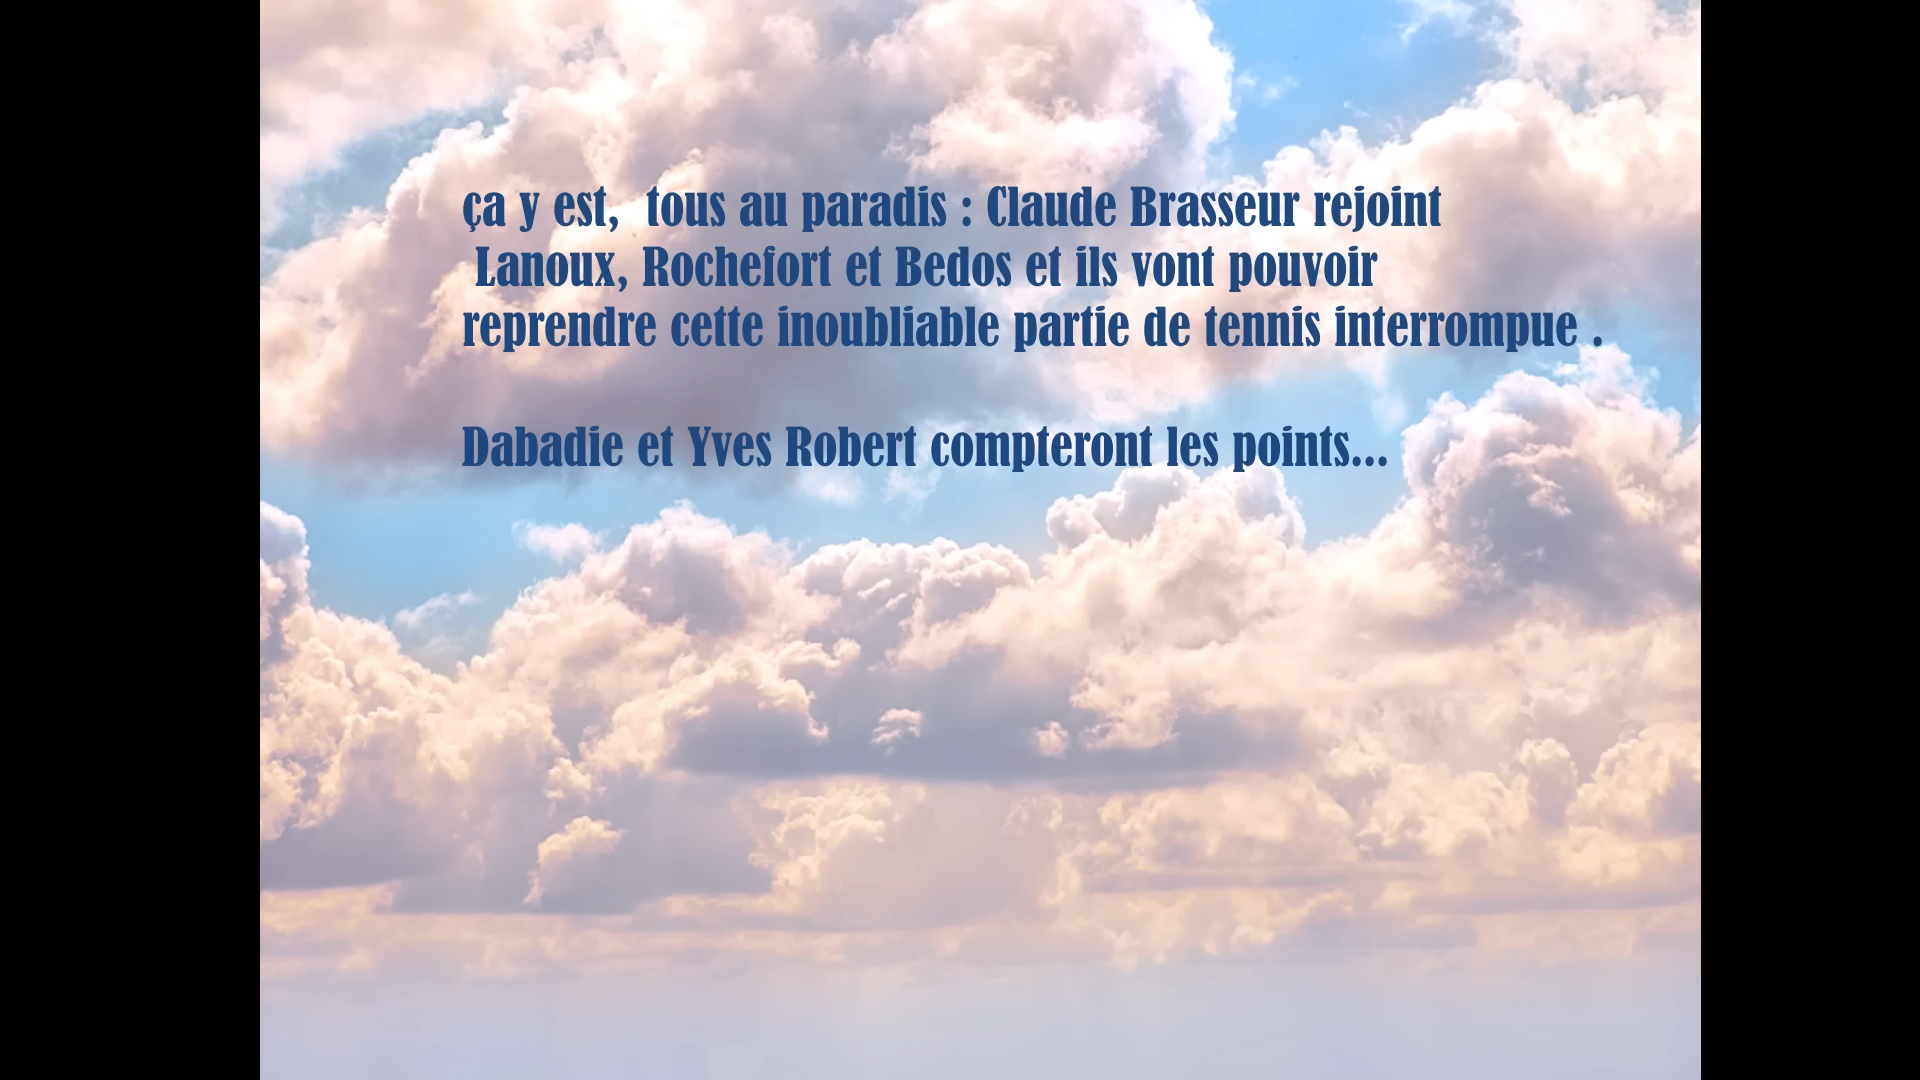 ça y est,  tous au paradis : Claude Brasseur rejoint
Lanoux, Rochefort et Bedos et ils vont pouvoir
reprendre cette inoubliable partie de tennis interrompue .
Dabadie et Yves Robert compteront les points...